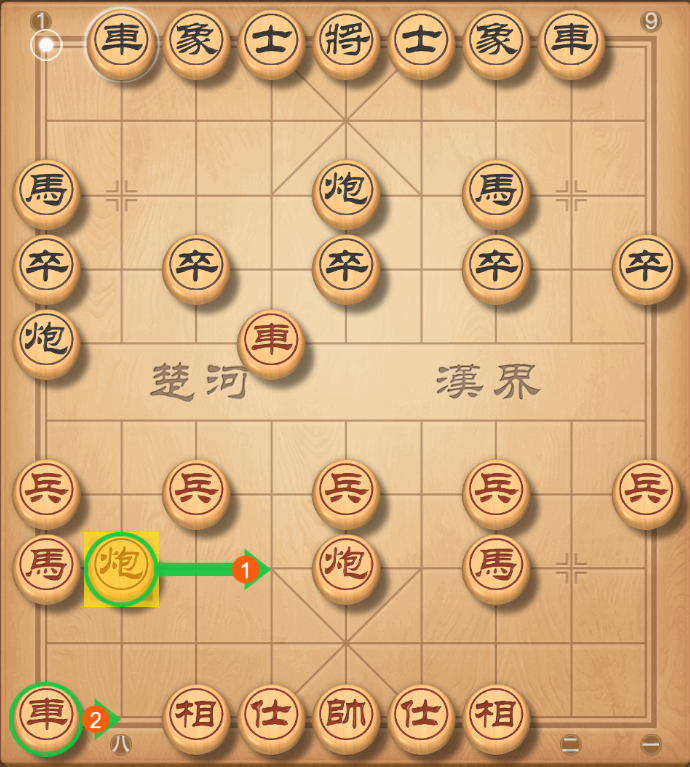 1 9
車 象 士 將 士 象 車
馬 炮 馬
卒 卒 卒 卒 卒
炮 車
楚河 漢界
兵 兵 兵 兵 兵
馬 炮 1 炮 馬
車 2 相 仕 帥 仕 相
八 二 一